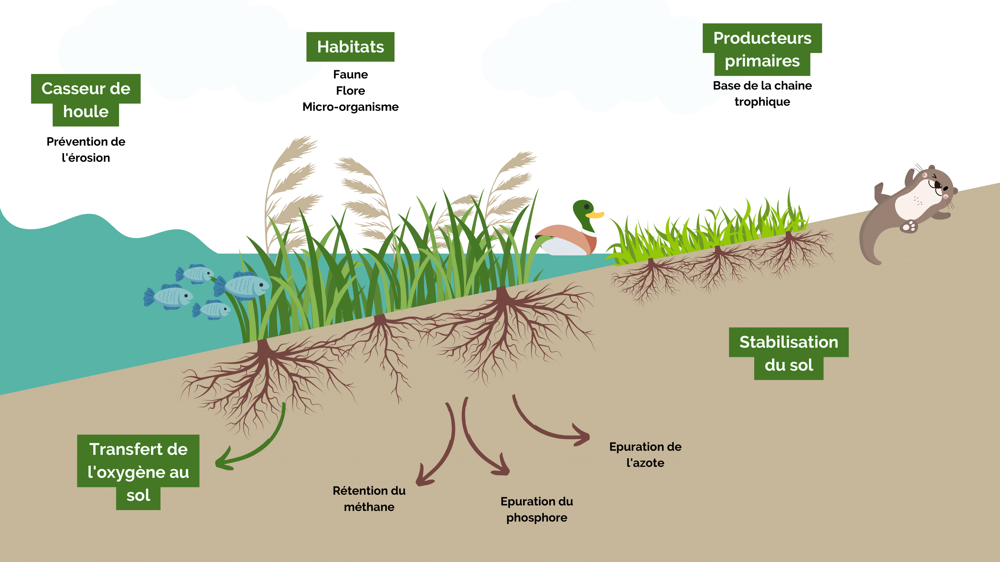 Casseur de
houle
Prévention de
l'érosion
Habitats
Faune
Flore
Micro-organisme
Producteurs
primaires
Base de la chaine
trophique
Stabilisation
du sol
Transfert de
l'oxygène au
sol
Rétention du
méthane
Epuration du
phosphore
Epuration de
l'azote